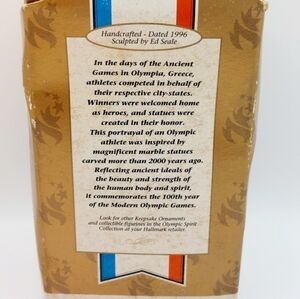 Handcrafted - Dated 1996
Sculpted by Ed Seale
In the days of the Ancient
Games in Olympia, Greece,
athletes competed in behalf of
their respective city-states.
Winners were welcomed home
as heroes, and statues were
created in their honor.
This portrayal of an Olympic
athlete was inspired by
magnificent marble statues
carved more than 2000 years ago.
Reflecting ancient ideals of
the beauty and strength of
the human body and spirit,
it commemorates the 100th year
of the Modern Olympic Games.
Look for other Keepsake Ornaments
and collectible figurines in the Olympic Spirit
Collection at your Hallmark retailer.